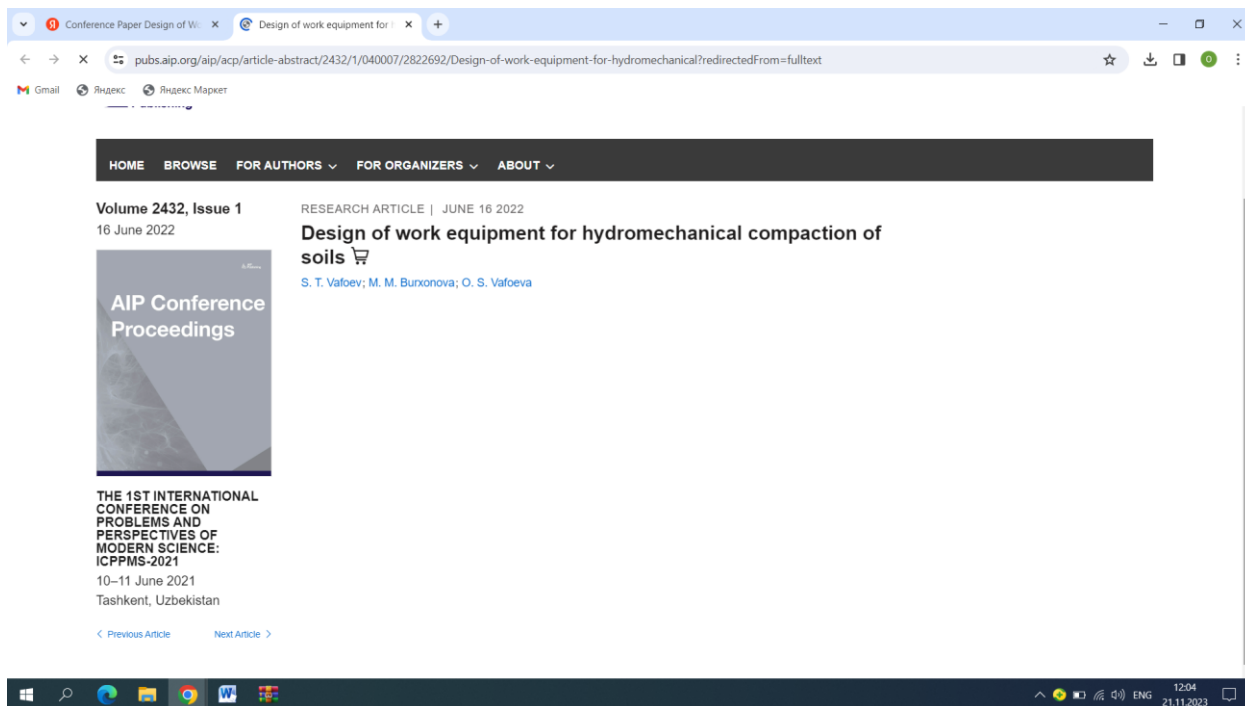 Conference Paper Design of Wo
Design of work equipment for h
pubs.aip.org/aip/acp/article-abstract/2432/1/040007/2822692/Design-of-work-equipment-for-hydromechanical?redirectedFrom=fulltext
Gmail Яндекс Яндекс Маркет
Publishing
HOME BROWSE FOR AUTHORS FOR ORGANIZERS ABOUT
Volume 2432, Issue 1
16 June 2022
AIP Conference
Proceedings
THE 1ST INTERNATIONAL
CONFERENCE ON
PROBLEMS AND
PERSPECTIVES OF
MODERN SCIENCE:
ICPPMS-2021
10–11 June 2021
Tashkent, Uzbekistan
< Previous Article Next Article >
RESEARCH ARTICLE | JUNE 16 2022
Design of work equipment for hydromechanical compaction of
soils
S. T. Vafoev; M. M. Burxonova; O. S. Vafoeva
ENG
12:04
21.11.2023